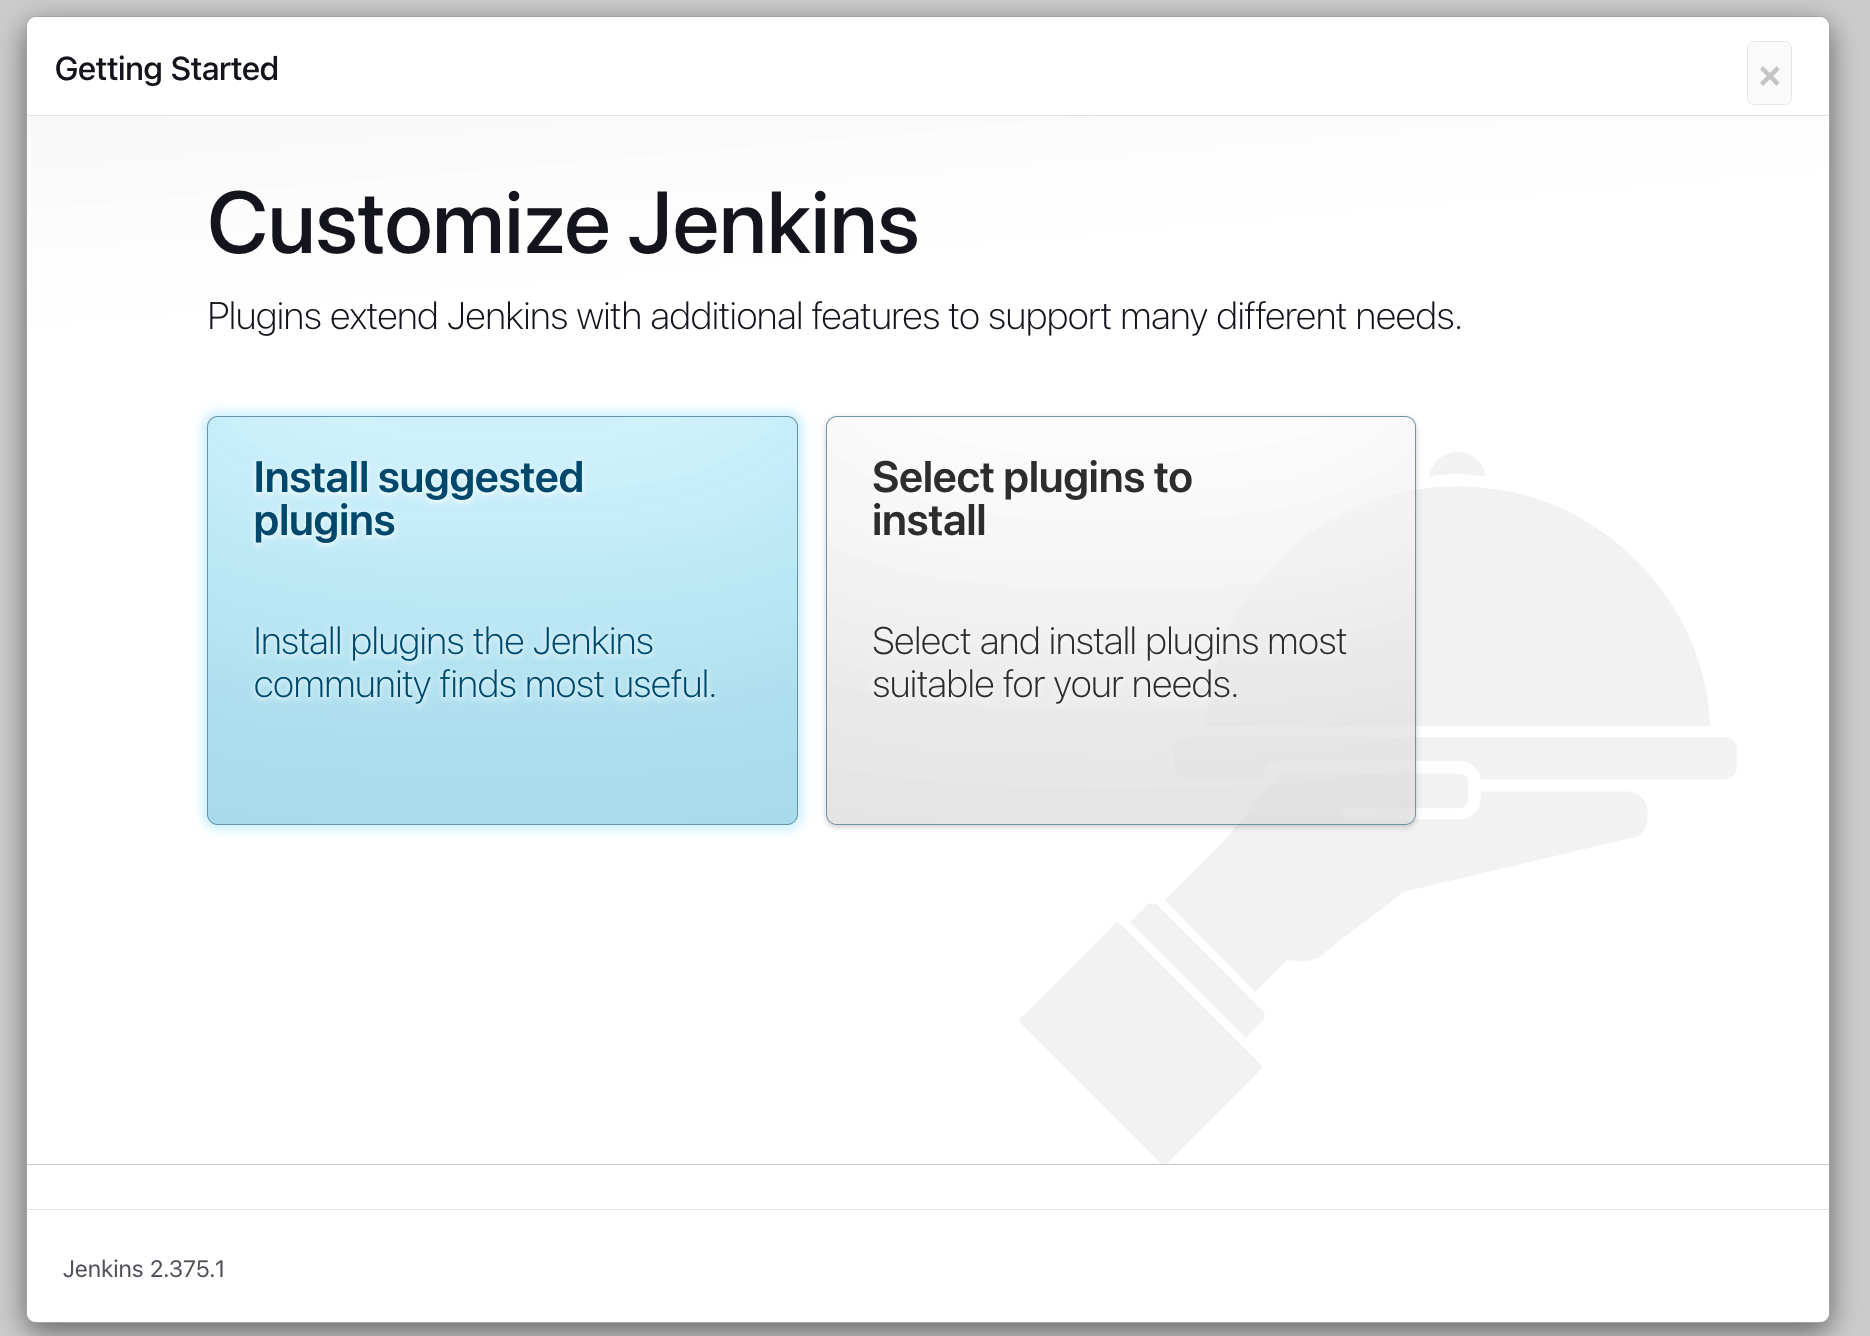 Getting Started
×
Customize Jenkins
Plugins extend Jenkins with additional features to support many different needs.
Install suggested
plugins
Install plugins the Jenkins
community finds most useful.
Select plugins to
install
Select and install plugins most
suitable for your needs.
Jenkins 2.375.1